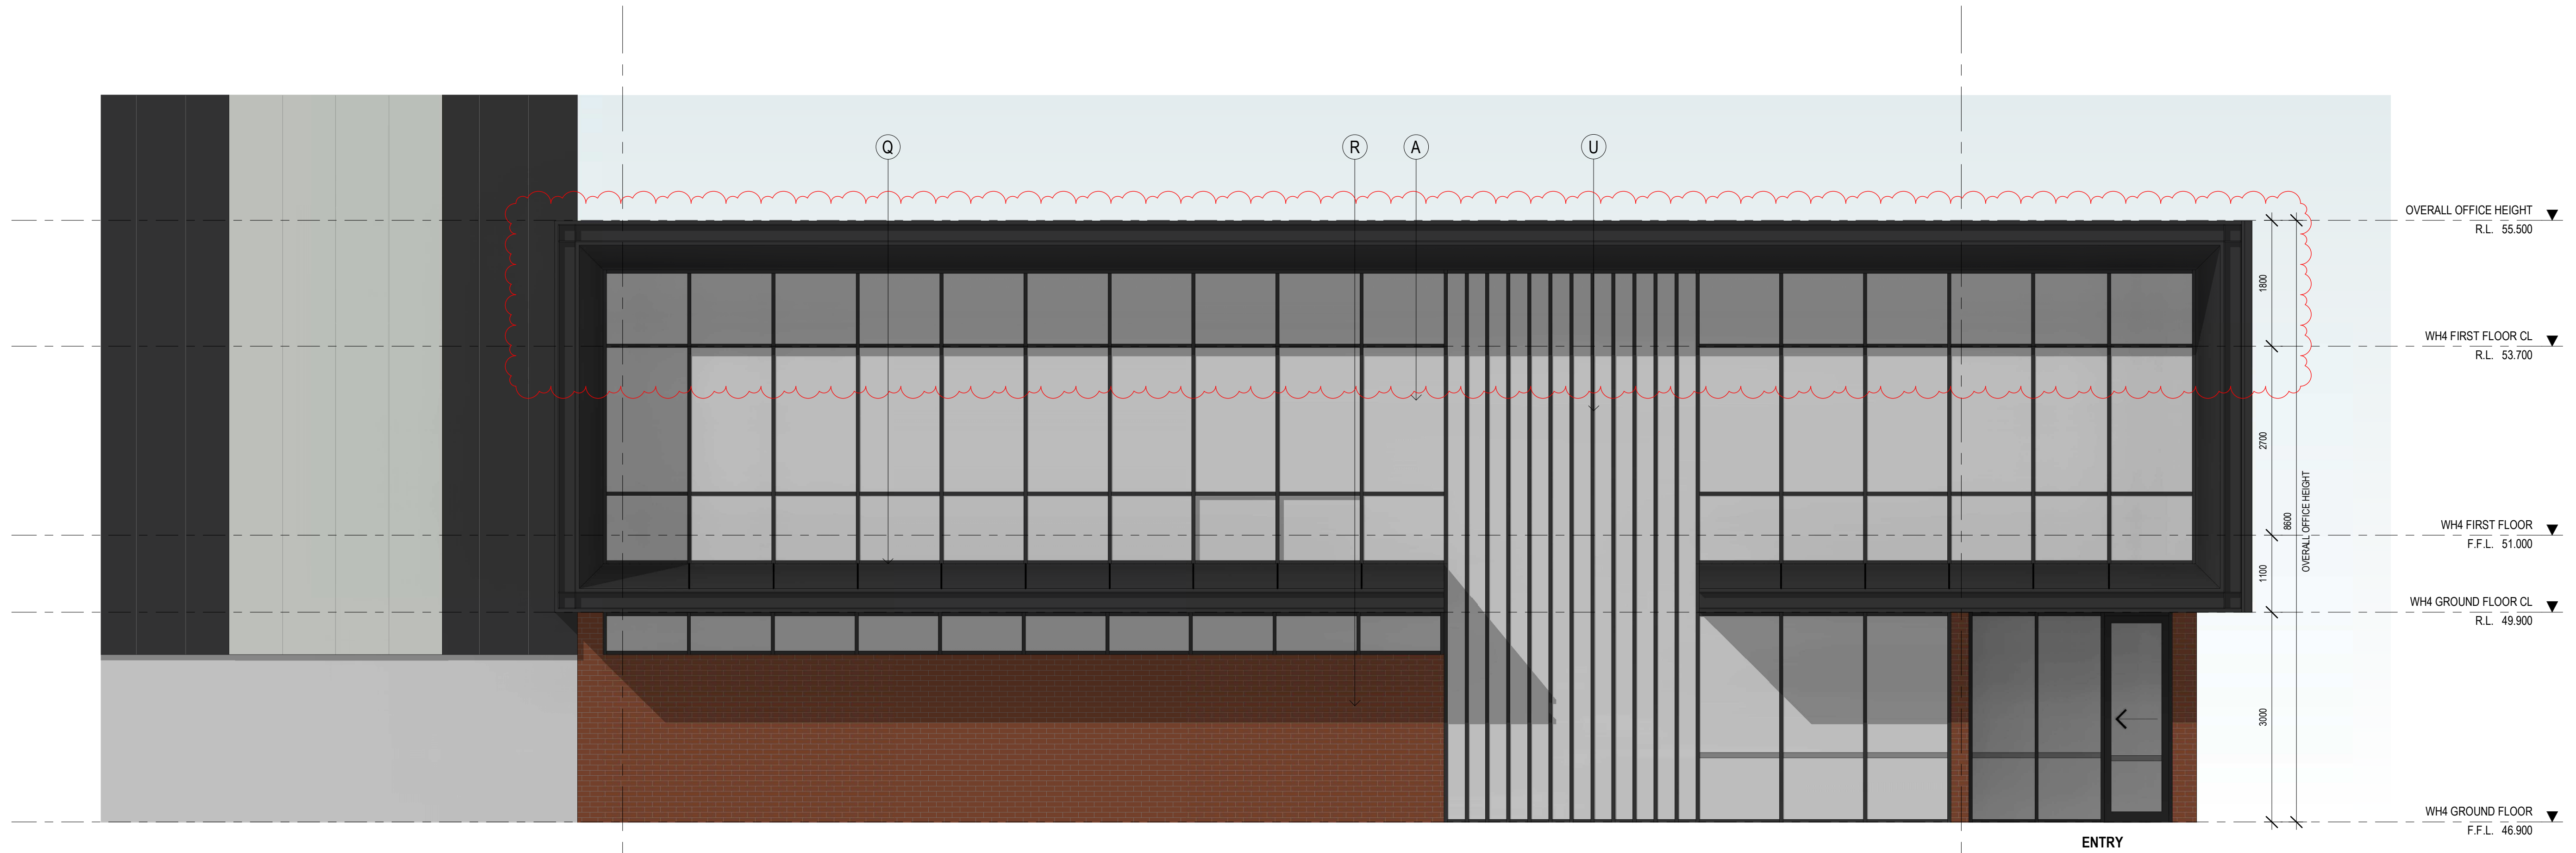 Q
R
A
U
OVERALL OFFICE HEIGHT
R.L. 55.500
1800
WH4 FIRST FLOOR CL
R.L. 53.700
2700
8600
OVERALL OFFICE HEIGHT
WH4 FIRST FLOOR
F.F.L. 51.000
1100
WH4 GROUND FLOOR CL
R.L. 49.900
3000
WH4 GROUND FLOOR
F.F.L. 46.900
ENTRY